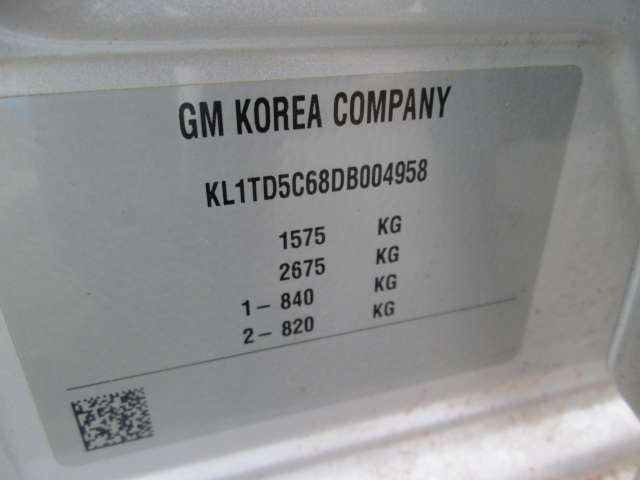 GM KOREA COMPANY
KL1TD5C68DB004958
1575 KG
2675 KG
1- 840 KG
2- 820 KG